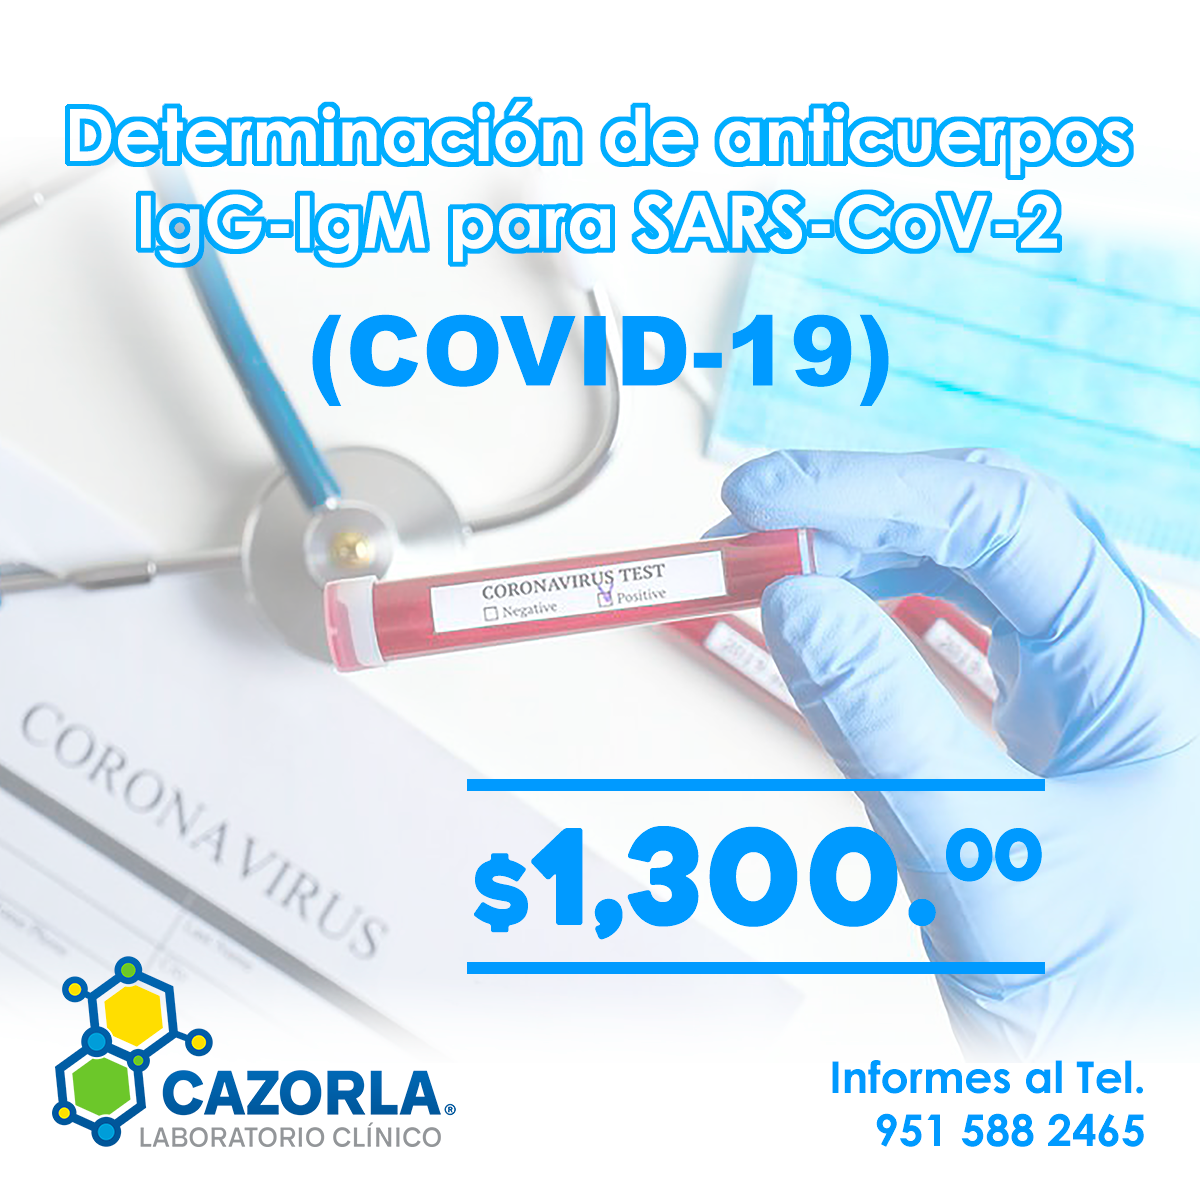 Determinación de anticuerpos
IgG-IgM para SARS-CoV-2
(COVID-19)
CORONAVIRUS TEST
Negative
Positive
CORONAVIRUS
$1,300.00
CAZORLA®
LABORATORIO CLÍNICO
Informes al Tel.
951 588 2465